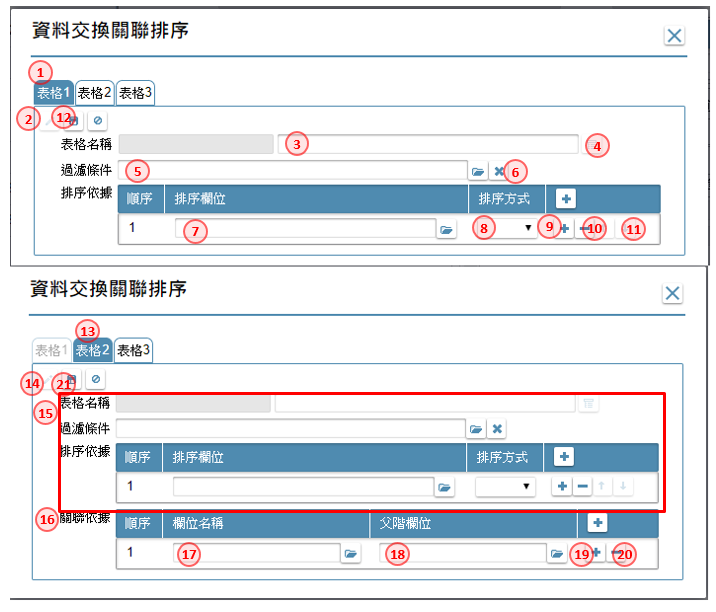 資料交換關聯排序
1
表格1 表格2 表格3
2 12
表格名稱 3 4
過濾條件 5 6
排序依據 順序 排序欄位 排序方式
1 7 8 9 10 11
資料交換關聯排序
13
表格1 表格2 表格3
14 21
15 表格名稱
過濾條件
排序依據 順序 排序欄位 排序方式
1
16 關聯依據 順序 欄位名稱 父階欄位
1 17 18 19 20